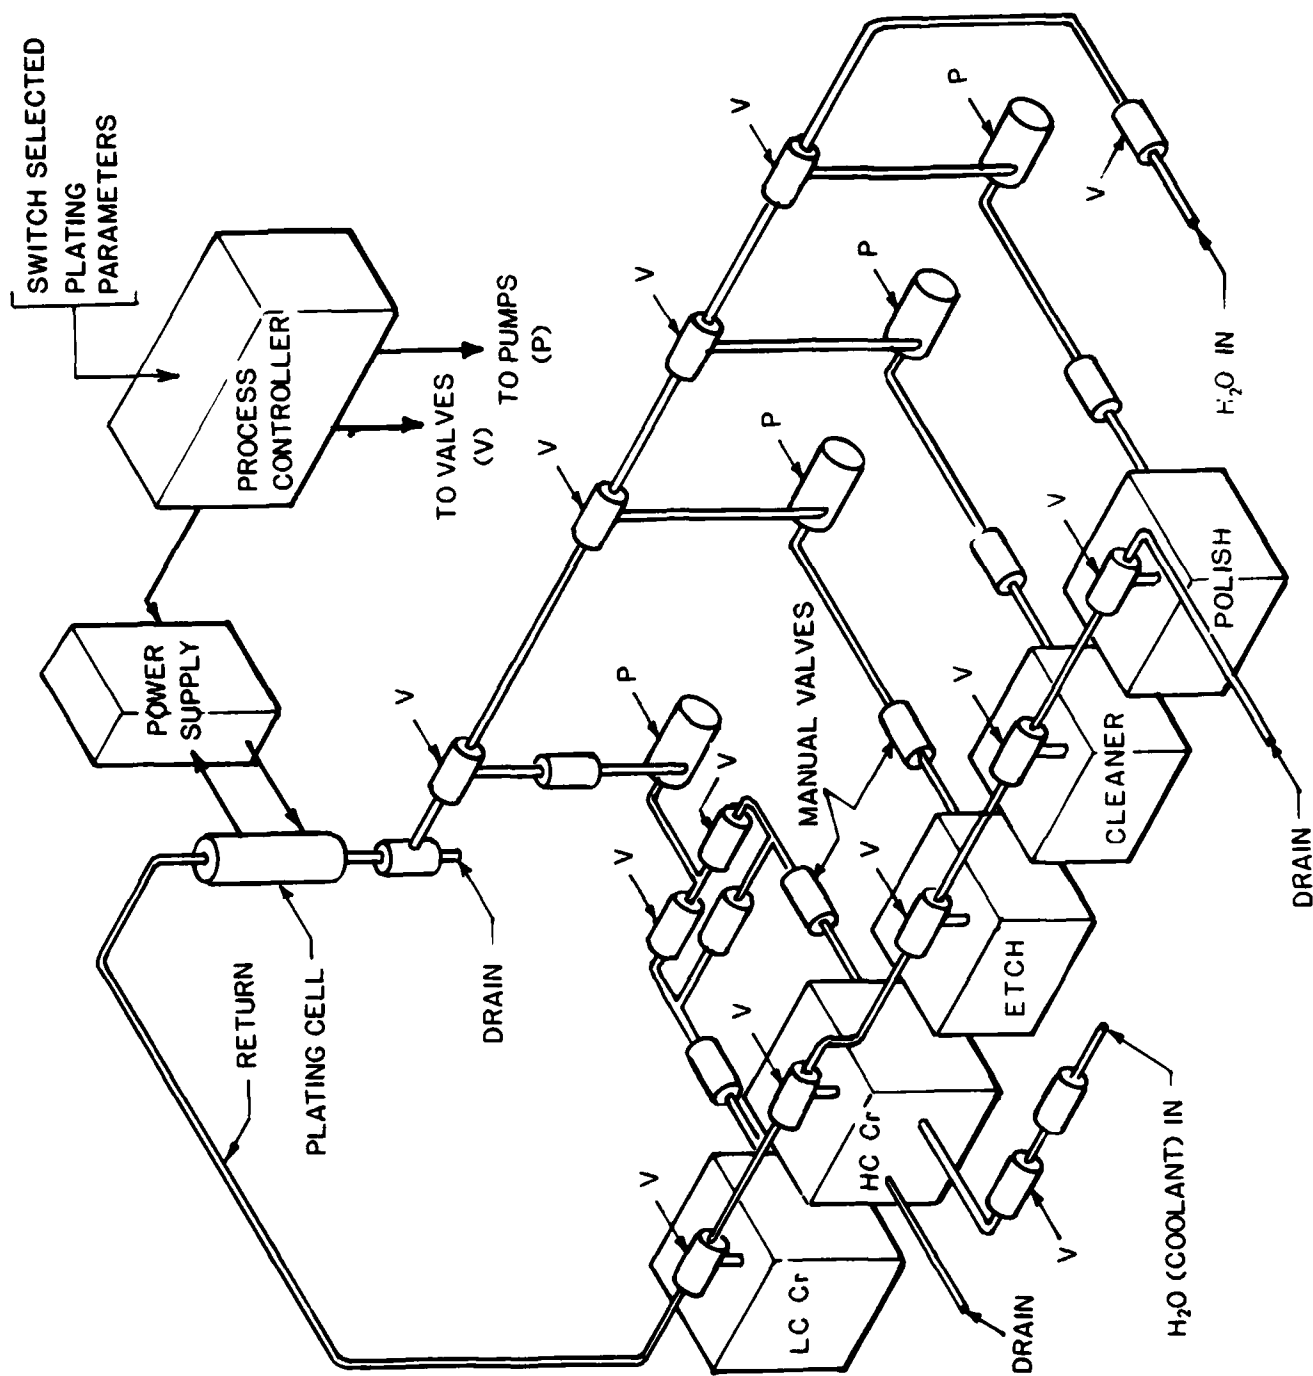 SWITCH SELECTED
PLATING
PARAMETERS
PROCESS
CONTROLLER
TO VALVES
(V)
TO PUMPS
(P)
POWER
SUPPLY
RETURN
PLATING CELL
DRAIN
V
V
V
V
P
P
P
P
V
H₂O IN
V
V
MANUAL VALVES
V
V
V
V
V
LC Cr
HC Cr
ETCH
CLEANER
POLISH
DRAIN
V
H₂O (COOLANT) IN
DRAIN